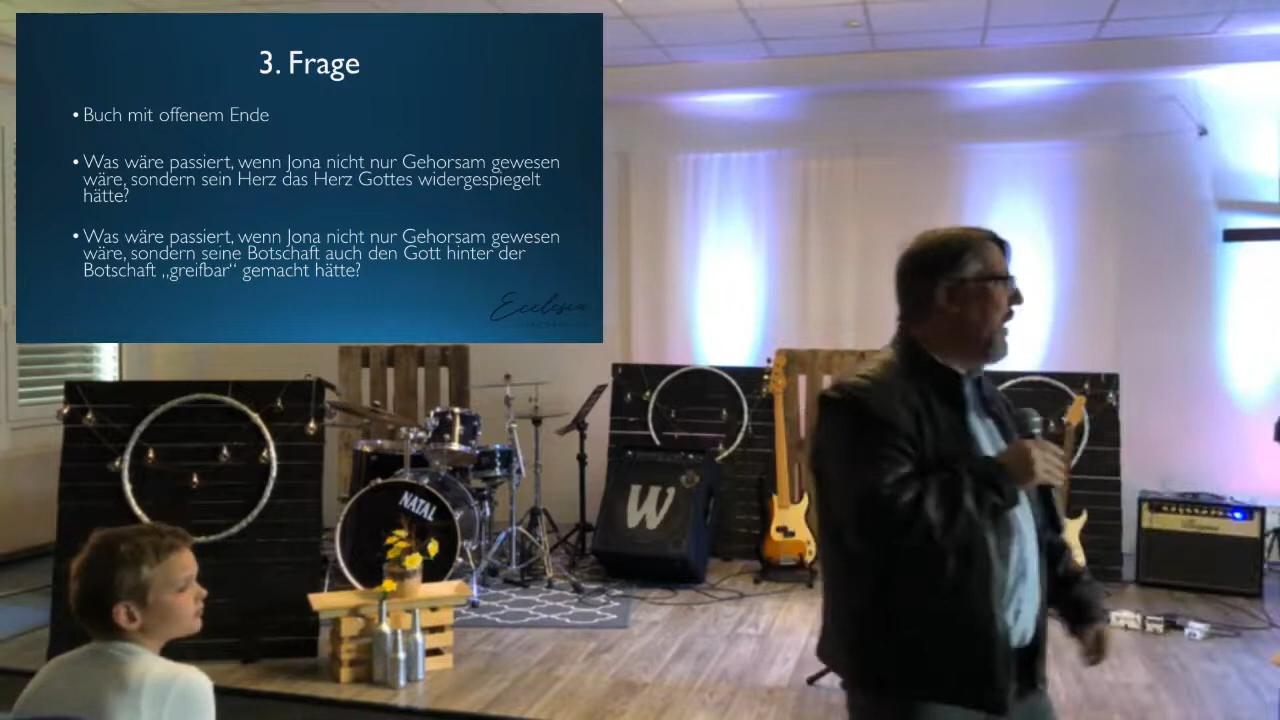 3. Frage
• Buch mit offenem Ende
• Was wäre passiert, wenn Jona nicht nur Gehorsam gewesen
wäre, sondern sein Herz das Herz Gottes widergespiegelt
hätte?
• Was wäre passiert, wenn Jona nicht nur Gehorsam gewesen
wäre, sondern seine Botschaft auch den Gott hinter der
Botschaft „greifbar“ gemacht hätte?
Ecclesia
NATAL
W